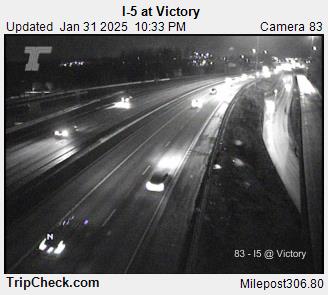 I-5 at Victory
Updated Jan 31 2025 10:33 PM Camera 83
T
N
83 - I5 @ Victory
TripCheck.com Milepost306.80